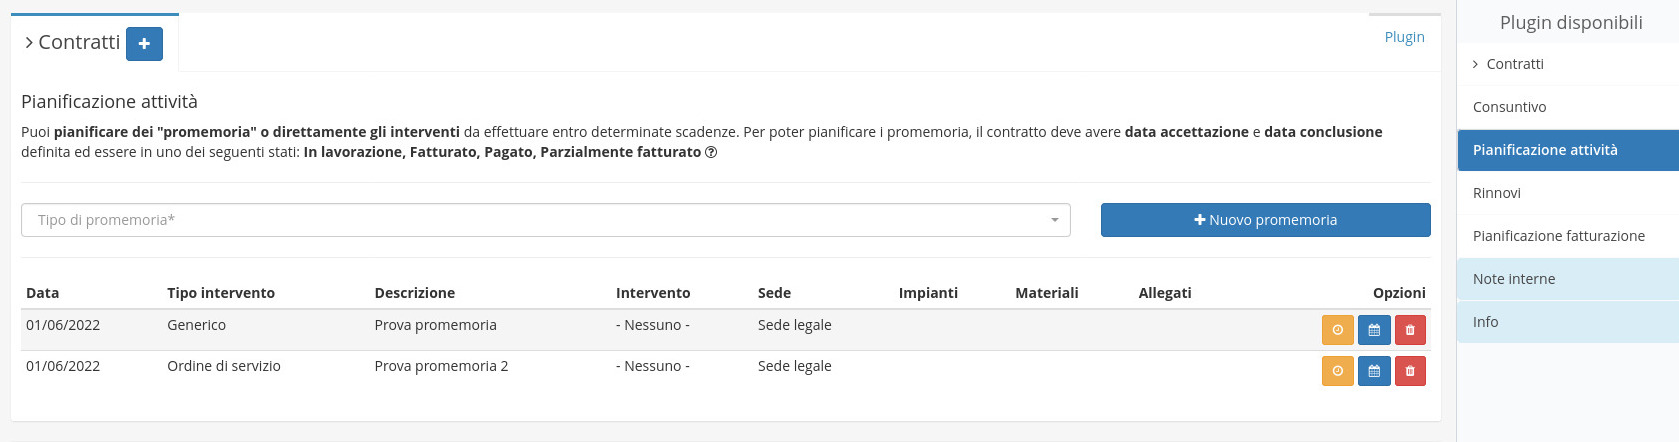 Contratti
Plugin
Pianificazione attività
Puoi pianificare dei "promemoria" o direttamente gli interventi da effettuare entro determinate scadenze. Per poter pianificare i promemoria, il contratto deve avere data accettazione e data conclusione
definita ed essere in uno dei seguenti stati: In lavorazione, Fatturato, Pagato, Parzialmente fatturato
Tipo di promemoria*
Nuovo promemoria
Data Tipo intervento Descrizione Intervento Sede Impianti Materiali Allegati Opzioni
01/06/2022 Generico Prova promemoria - Nessuno - Sede legale
01/06/2022 Ordine di servizio Prova promemoria 2 - Nessuno - Sede legale
Plugin disponibili
Contratti
Consuntivo
Pianificazione attività
Rinnovi
Pianificazione fatturazione
Note interne
Info